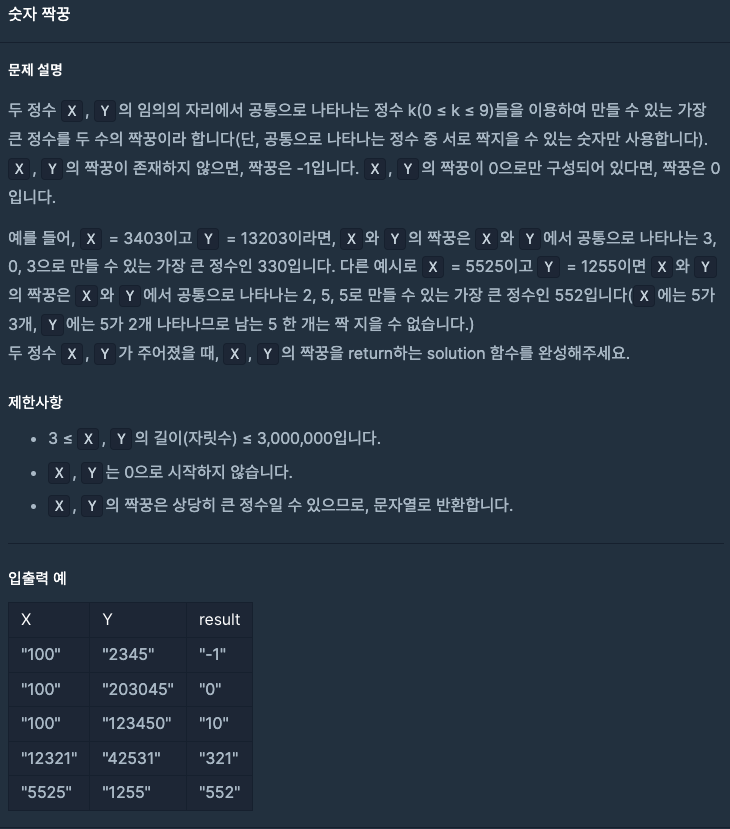 숫자 짝꿍
문제 설명
두 정수 X, Y의 임의의 자리에서 공통으로 나타나는 정수 k(0 ≤ k ≤ 9)들을 이용하여 만들 수 있는 가장
큰 정수를 두 수의 짝꿍이라 합니다(단, 공통으로 나타나는 정수 중 서로 짝지을 수 있는 숫자만 사용합니다).
X, Y의 짝꿍이 존재하지 않으면, 짝꿍은 -1입니다. X, Y의 짝꿍이 0으로만 구성되어 있다면, 짝꿍은 0
입니다.
예를 들어, X = 3403이고 Y = 13203이라면, X와 Y의 짝꿍은 X와 Y에서 공통으로 나타나는 3,
0, 3으로 만들 수 있는 가장 큰 정수인 330입니다. 다른 예시로 X = 5525이고 Y = 1255이면 X와 Y
의 짝꿍은 X와 Y에서 공통으로 나타나는 2, 5, 5로 만들 수 있는 가장 큰 정수인 552입니다(X에는 5가
3개, Y에는 5가 2개 나타나므로 남는 5 한 개는 짝 지을 수 없습니다.)
두 정수 X, Y가 주어졌을 때, X, Y의 짝꿍을 return하는 solution 함수를 완성해주세요.
제한사항
• 3 ≤ X, Y의 길이(자릿수) ≤ 3,000,000입니다.
• X, Y는 0으로 시작하지 않습니다.
• X, Y의 짝꿍은 상당히 큰 정수일 수 있으므로, 문자열로 반환합니다.
입출력 예
X Y result
"100" "2345" "-1"
"100" "203045" "0"
"100" "123450" "10"
"12321" "42531" "321"
"5525" "1255" "552"